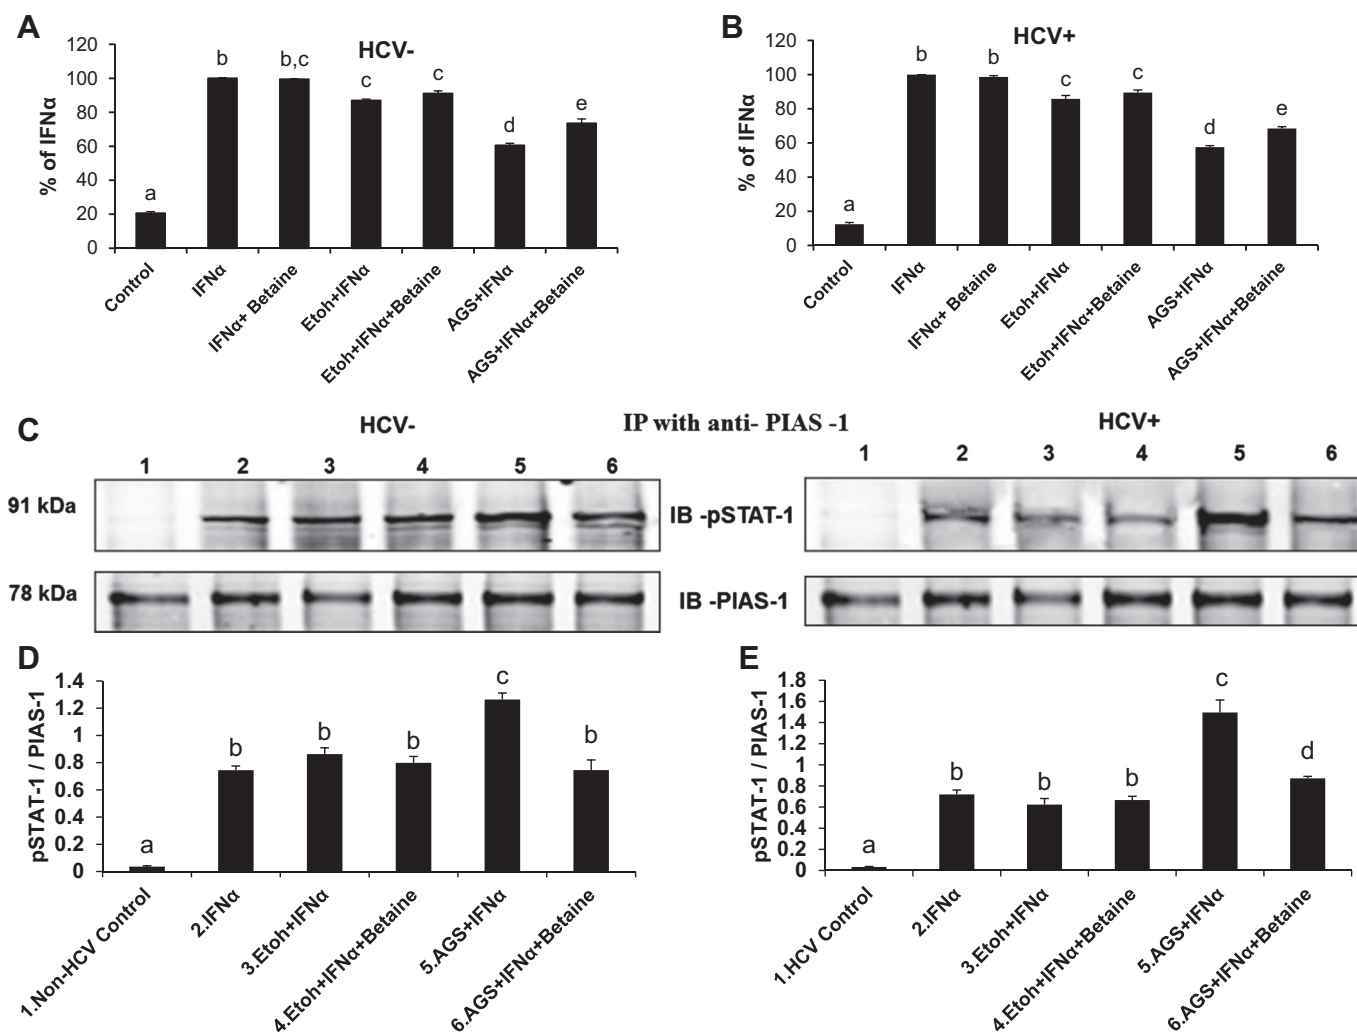 A
HCV-
% of IFNα
120
100
80
60
40
20
0
a
b
b,c
c
c
d
e
Control
IFNα
IFNα+ Betaine
Etoh+IFNα
Etoh+IFNα+Betaine
AGS+IFNα
AGS+IFNα+Betaine
B
HCV+
% of IFNα
120
100
80
60
40
20
0
a
b
b
c
c
d
e
Control
IFNα
IFNα+ Betaine
Etoh+IFNα
Etoh+IFNα+Betaine
AGS+IFNα
AGS+IFNα+Betaine
C
HCV-
IP with anti- PIAS -1
HCV+
1 2 3 4 5 6
1 2 3 4 5 6
91 kDa
IB -pSTAT-1
78 kDa
IB -PIAS-1
D
pSTAT-1 / PIAS-1
1.4
1.2
1
0.8
0.6
0.4
0.2
0
a
b
b
b
c
b
1.Non-HCV Control
2.IFNα
3.Etoh+IFNα
4.Etoh+IFNα+Betaine
5.AGS+IFNα
6.AGS+IFNα+Betaine
E
pSTAT-1 / PIAS-1
1.8
1.6
1.4
1.2
1
0.8
0.6
0.4
0.2
0
a
b
b
b
c
d
1.HCV Control
2.IFNα
3.Etoh+IFNα
4.Etoh+IFNα+Betaine
5.AGS+IFNα
6.AGS+IFNα+Betaine